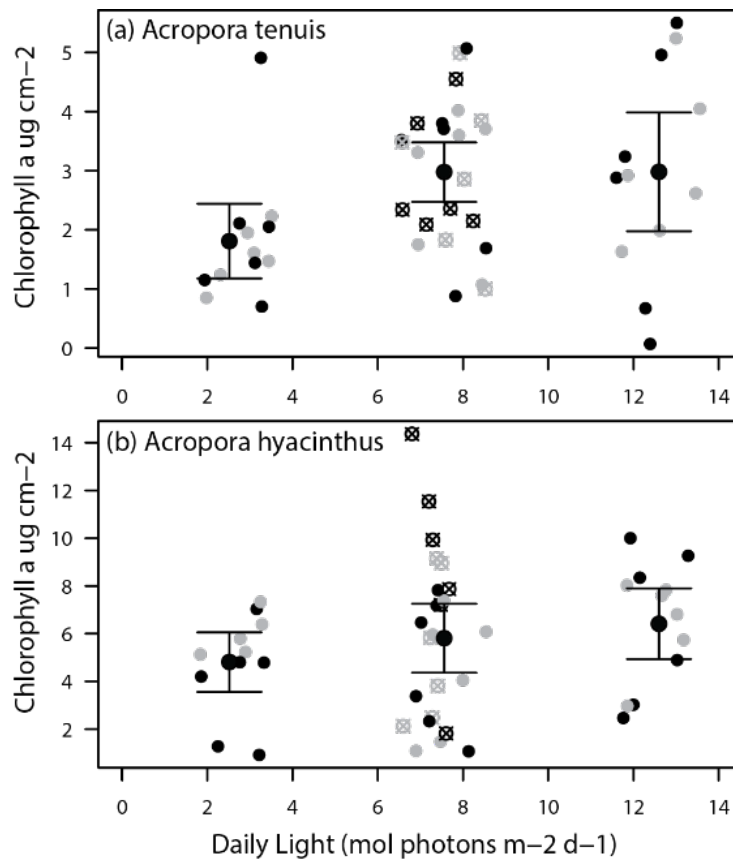 (a) Acropora tenuis
Chlorophyll a ug cm−2
5
4
3
2
1
0
0 2 4 6 8 10 12 14
(b) Acropora hyacinthus
Chlorophyll a ug cm−2
14
12
10
8
6
4
2
0 2 4 6 8 10 12 14
Daily Light (mol photons m−2 d−1)